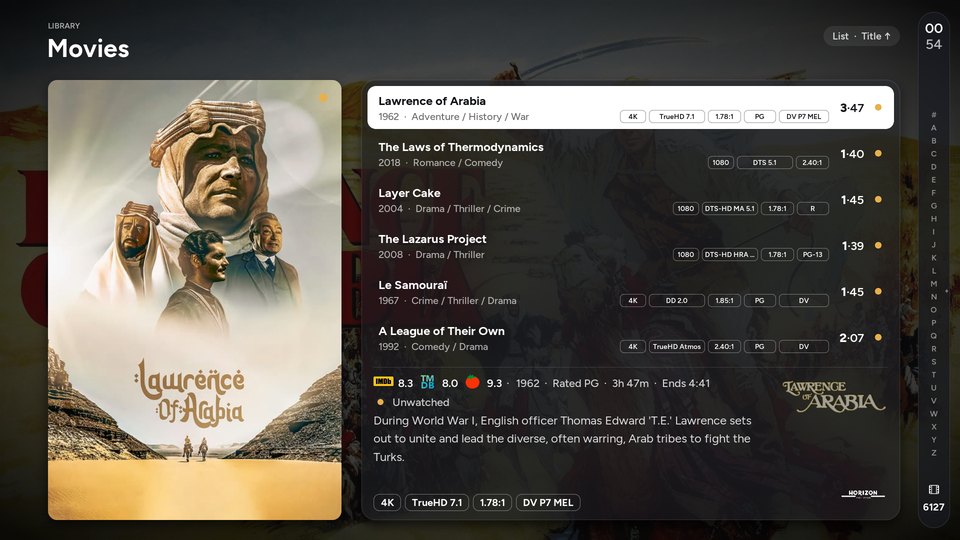 LIBRARY
Movies
List · Title ↑
00
54
Lawrence of Arabia
1962 · Adventure / History / War
4K TrueHD 7.1 1.78:1 PG DV P7 MEL
3·47
The Laws of Thermodynamics
2018 · Romance / Comedy
1080 DTS 5.1 2.40:1
1·40
Layer Cake
2004 · Drama / Thriller / Crime
1080 DTS-HD MA 5.1 1.78:1 R
1·45
The Lazarus Project
2008 · Drama / Thriller
1080 DTS-HD HRA ... 1.78:1 PG-13
1·39
Le Samouraï
1967 · Crime / Thriller / Drama
4K DD 2.0 1.85:1 PG DV
1·45
A League of Their Own
1992 · Comedy / Drama
4K TrueHD Atmos 2.40:1 PG DV
2·07
Lawrence
Of Arabia
IMDb 8.3 TMDB 8.0 9.3 · 1962 · Rated PG · 3h 47m · Ends 4:41
Unwatched
During World War I, English officer Thomas Edward 'T.E.' Lawrence sets
out to unite and lead the diverse, often warring, Arab tribes to fight the
Turks.
LAWRENCE
OF ARABIA
4K TrueHD 7.1 1.78:1 DV P7 MEL
HORIZON
#
A
B
C
D
E
F
G
H
I
J
K
L
M
N
O
P
Q
R
S
T
U
V
W
X
Y
Z
6127